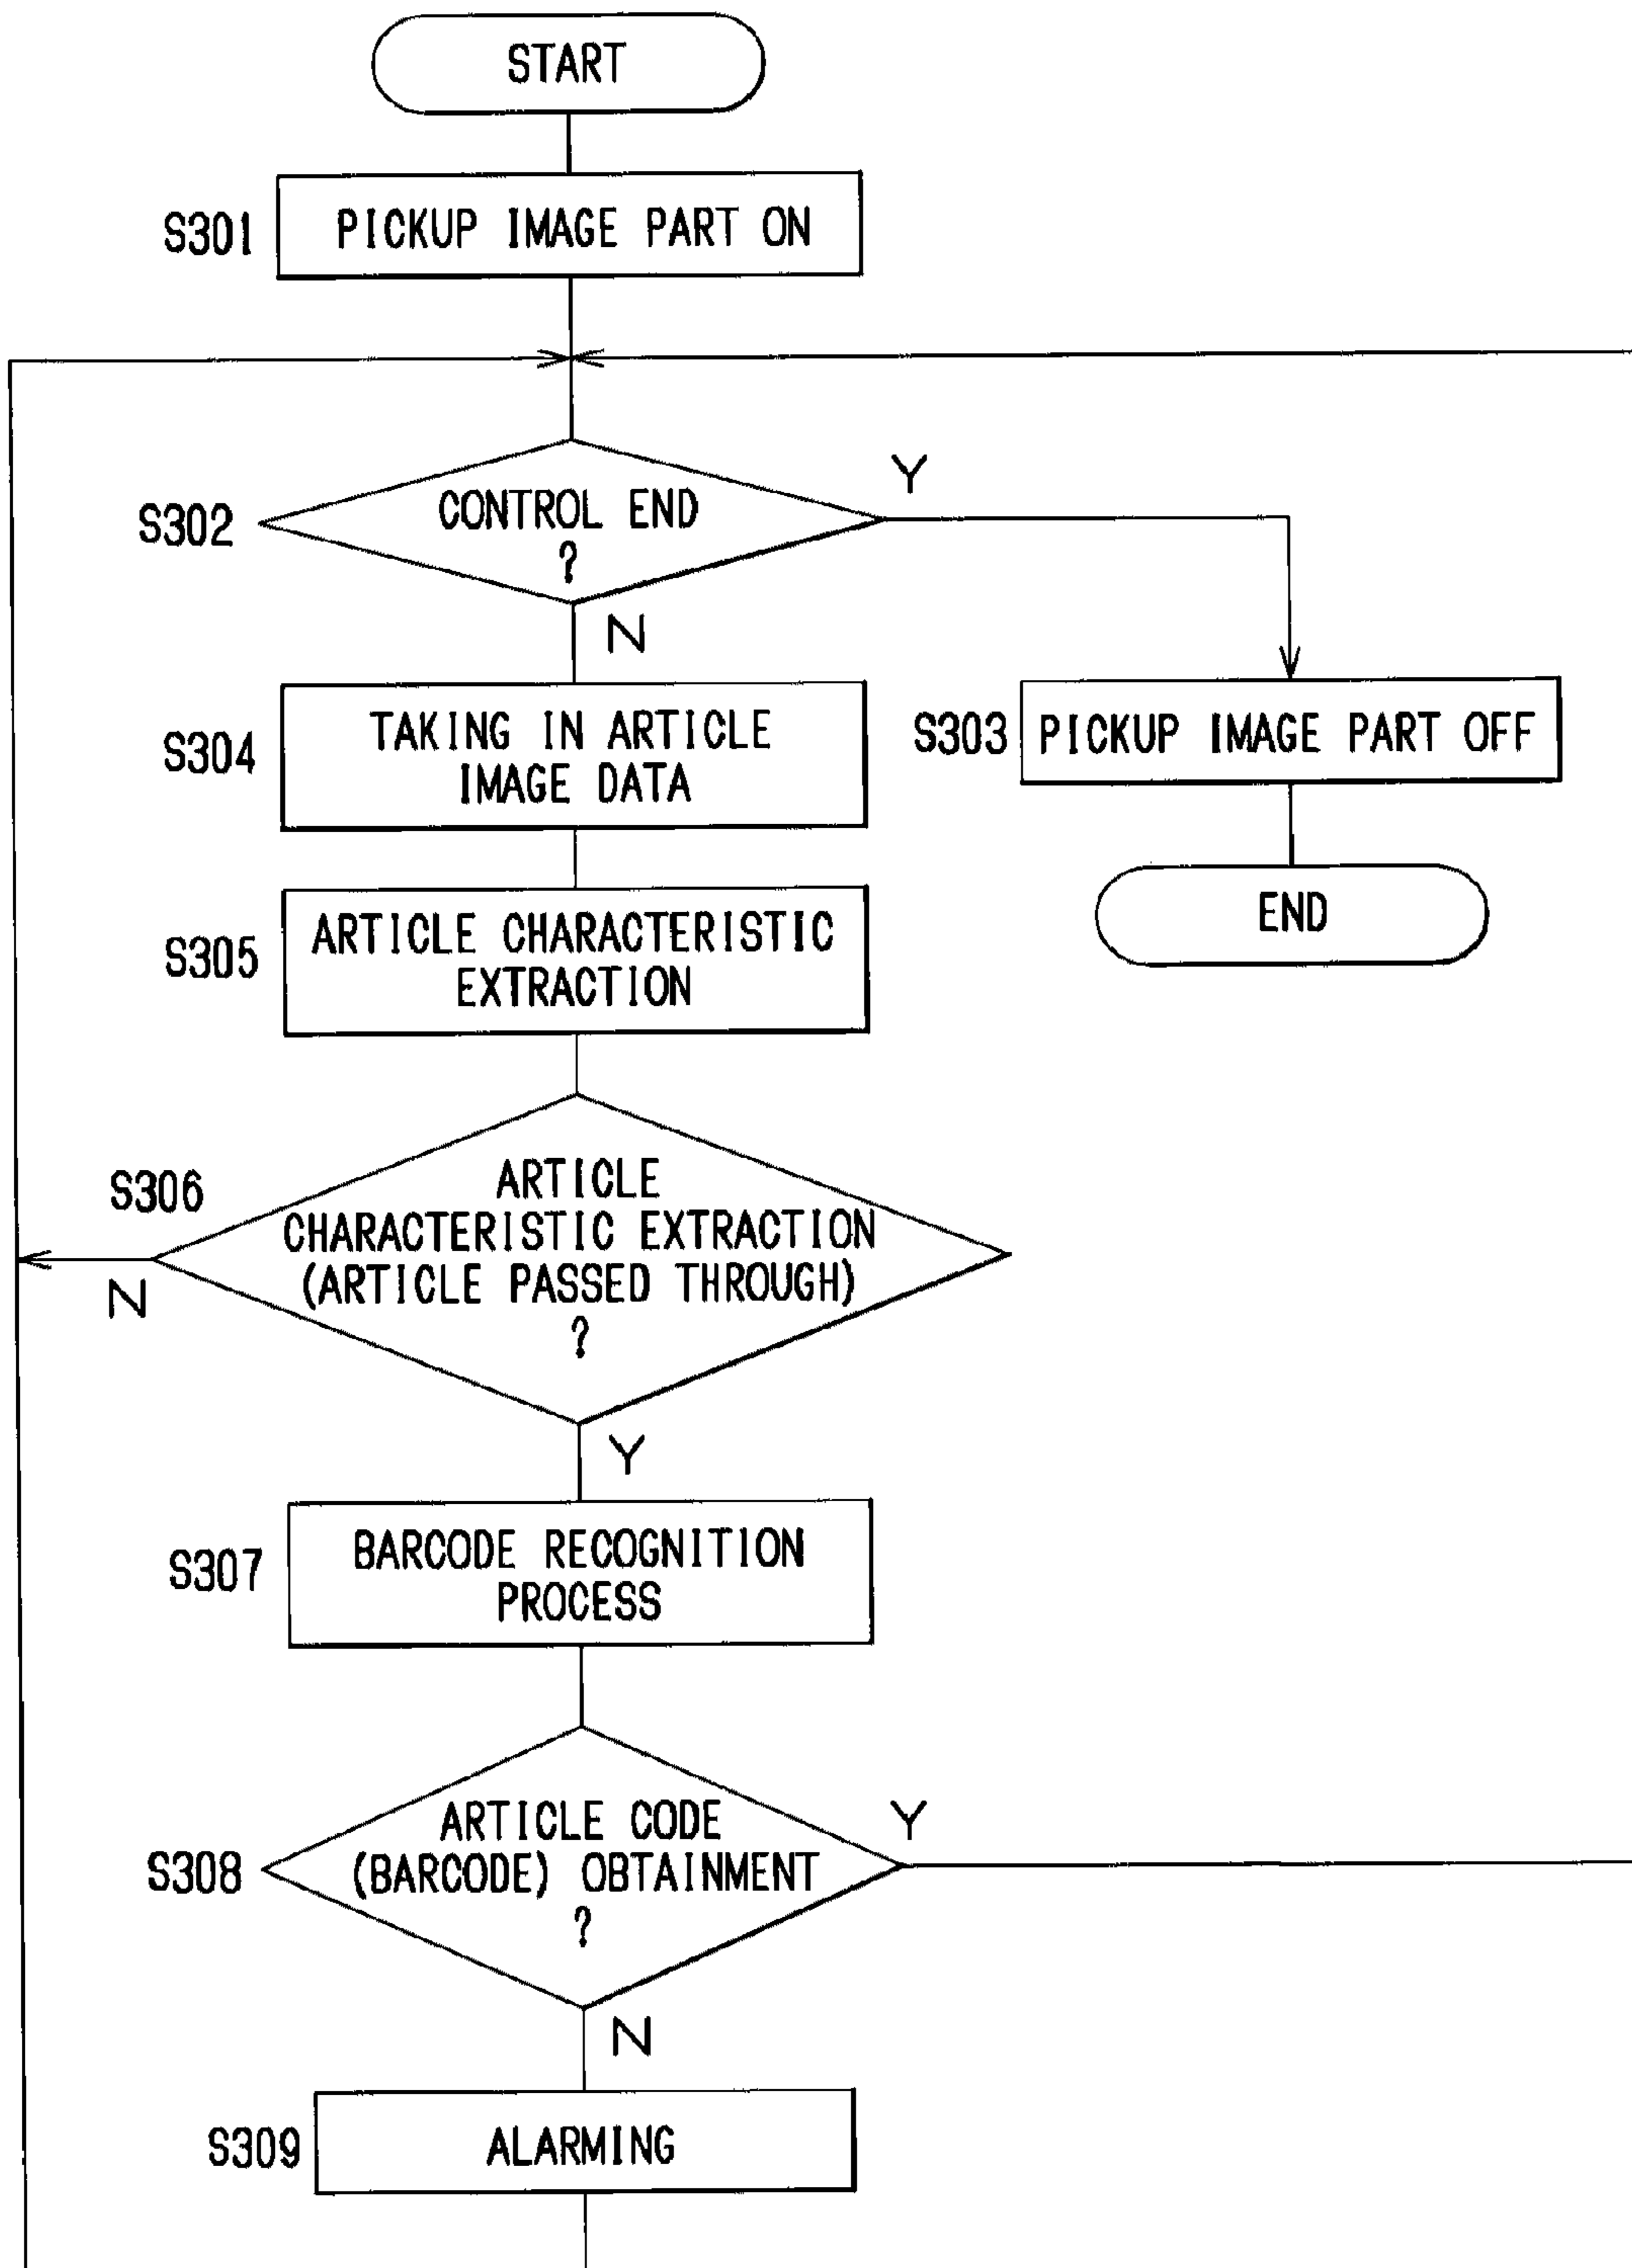 START
S301
PICKUP IMAGE PART ON
S302
CONTROL END
?
Y
N
S304
TAKING IN ARTICLE
IMAGE DATA
S303
PICKUP IMAGE PART OFF
END
S305
ARTICLE CHARACTERISTIC
EXTRACTION
S306
ARTICLE
CHARACTERISTIC EXTRACTION
(ARTICLE PASSED THROUGH)
?
N
Y
S307
BARCODE RECOGNITION
PROCESS
S308
ARTICLE CODE
(BARCODE) OBTAINMENT
?
Y
N
S309
ALARMING